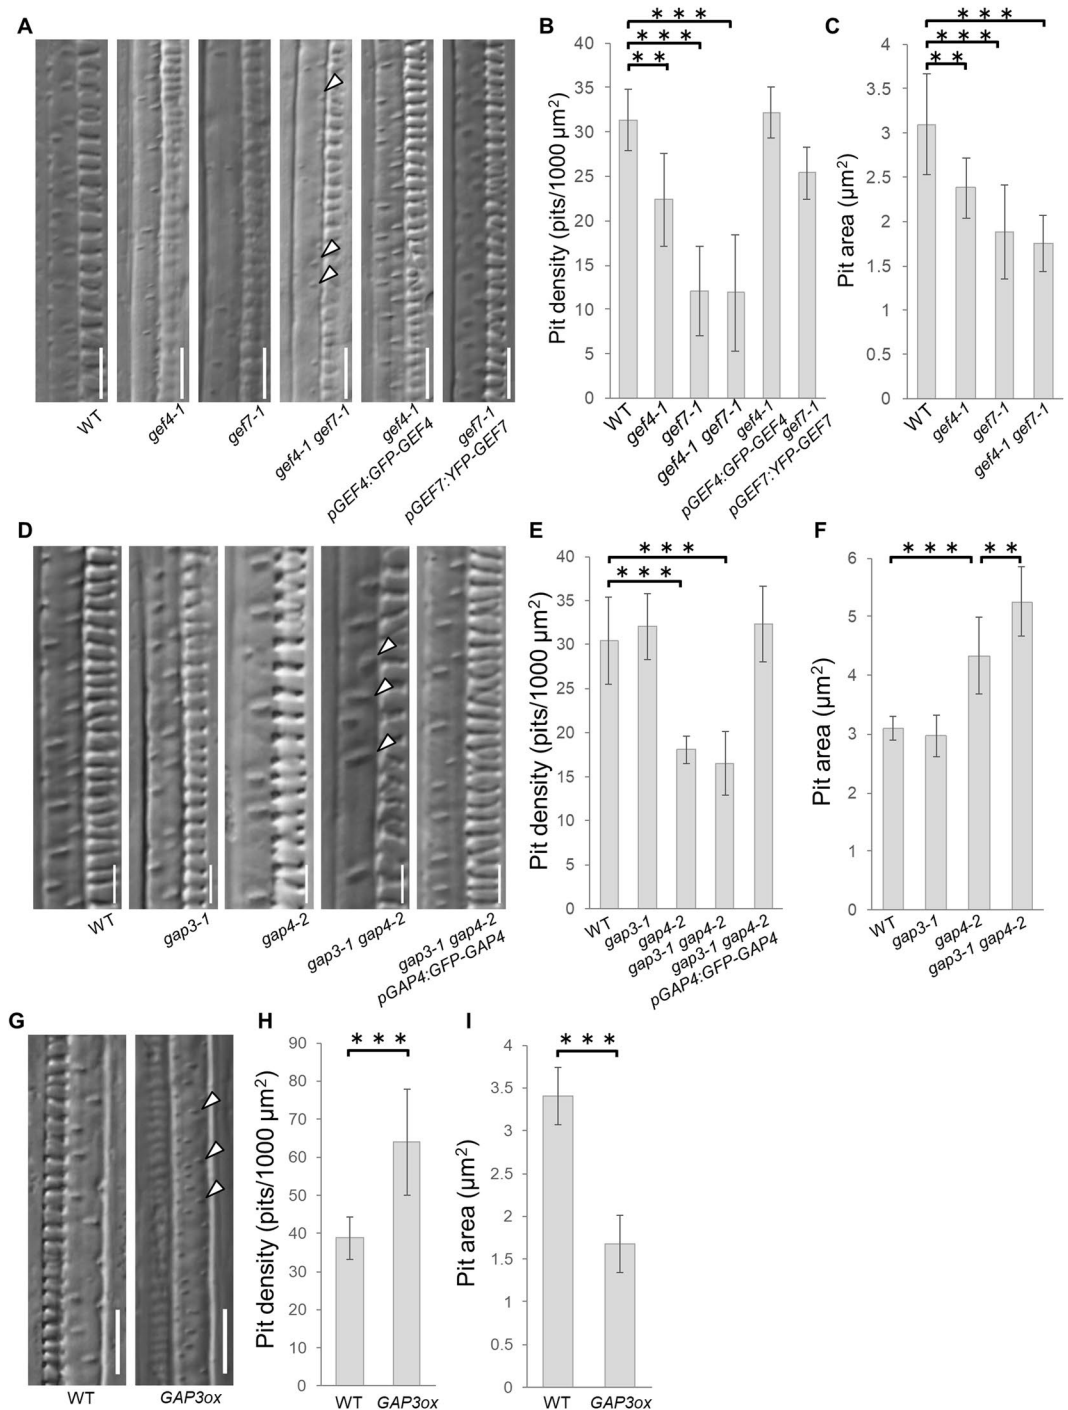 A
WT
gef4-1
gef7-1
gef4-1 gef7-1
gef4-1
pGEF4:GFP-GEF4
gef7-1
pGEF7:YFP-GEF7
B
* * *
* * *
* *
Pit density (pits/1000 µm²)
40
35
30
25
20
15
10
5
0
WT
gef4-1
gef7-1
gef4-1 gef7-1
gef4-1
pGEF4:GFP-GEF4
gef7-1
pGEF7:YFP-GEF7
C
* * *
* * *
* *
Pit area (µm²)
4
3.5
3
2.5
2
1.5
1
0.5
0
WT
gef4-1
gef7-1
gef4-1 gef7-1
D
WT
gap3-1
gap4-2
gap3-1 gap4-2
gap3-1 gap4-2
pGAP4:GFP-GAP4
E
* * *
* * *
Pit density (pits/1000 µm²)
40
35
30
25
20
15
10
5
0
WT
gap3-1
gap4-2
gap3-1 gap4-2
gap3-1 gap4-2
pGAP4:GFP-GAP4
F
* * *
* *
Pit area (µm²)
6
5
4
3
2
1
0
WT
gap3-1
gap4-2
gap3-1 gap4-2
G
WT
GAP3ox
H
* * *
Pit density (pits/1000 µm²)
90
80
70
60
50
40
30
20
10
0
WT
GAP3ox
I
* * *
Pit area (µm²)
4
3.5
3
2.5
2
1.5
1
0.5
0
WT
GAP3ox